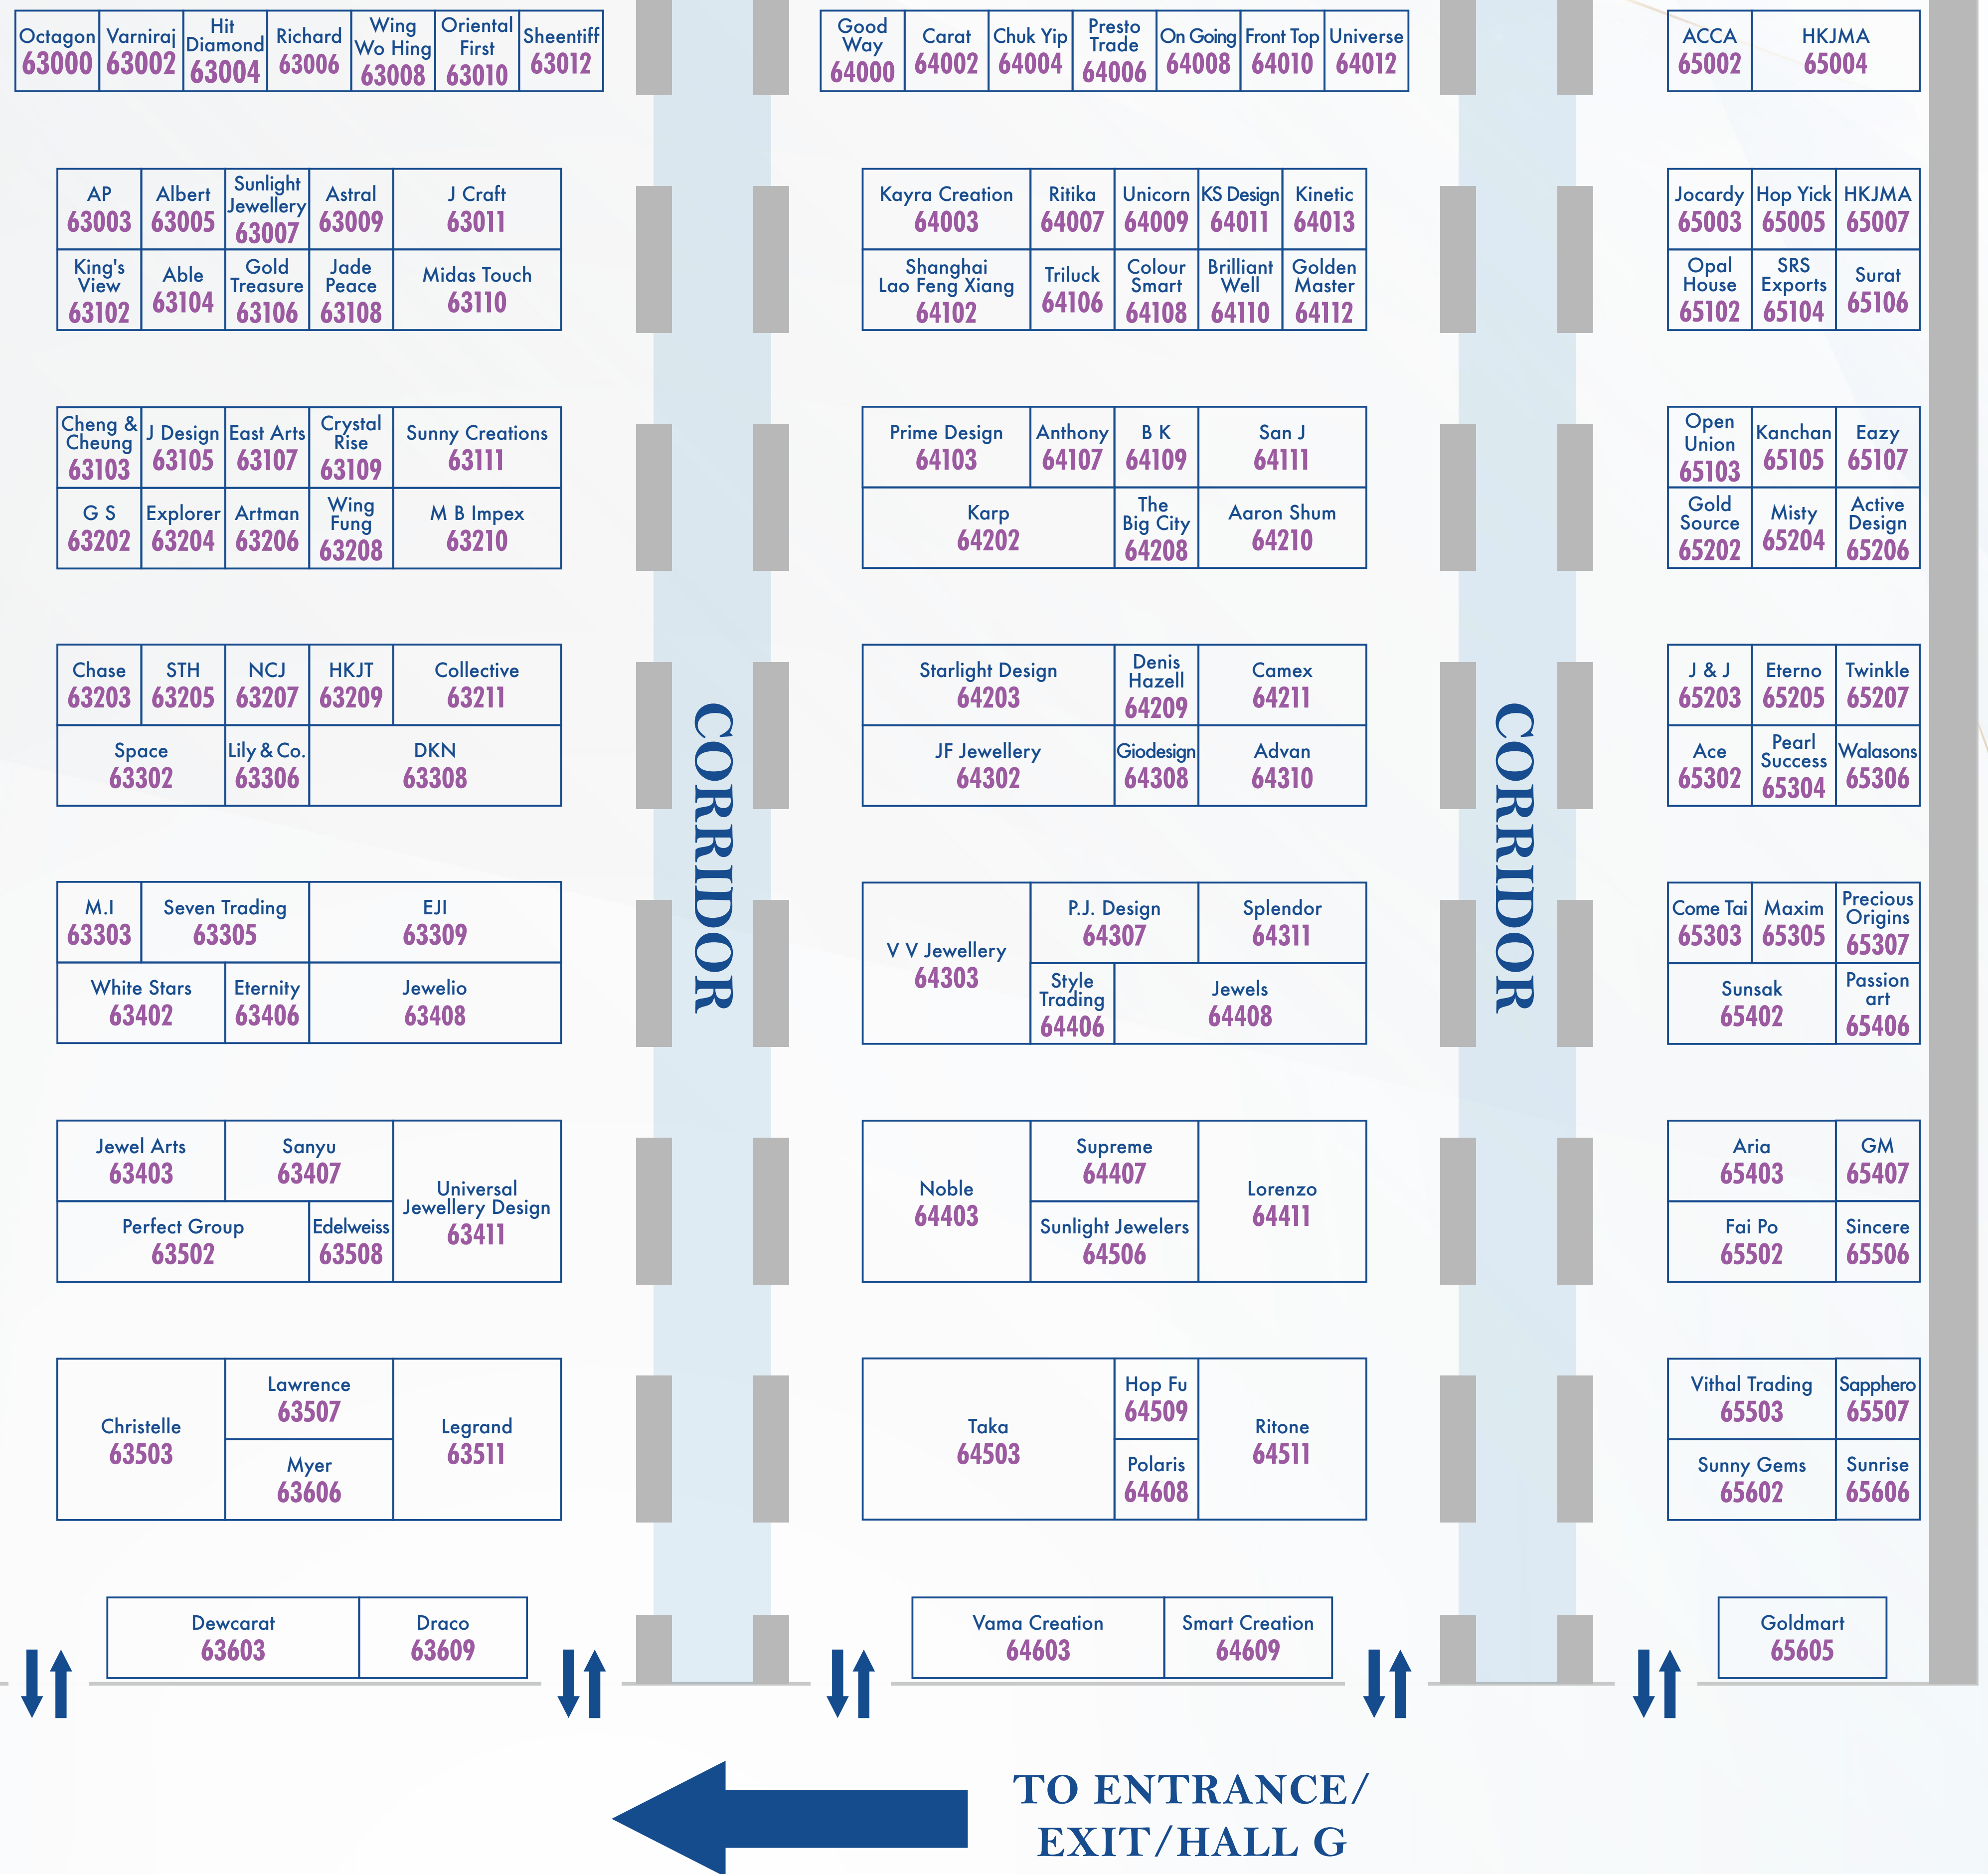 Octagon
63000
Varniraj
63002
Hit
Diamond
63004
Richard
63006
Wing
Wo Hing
63008
Oriental
First
63010
Sheentiff
63012
Good
Way
64000
Carat
64002
Chuk Yip
64004
Presto
Trade
64006
On Going
64008
Front Top
64010
Universe
64012
ACCA
65002
HKJMA
65004
AP
63003
Albert
63005
Sunlight
Jewellery
63007
Astral
63009
J Craft
63011
King's
View
63102
Able
63104
Gold
Treasure
63106
Jade
Peace
63108
Midas Touch
63110
Kayra Creation
64003
Ritika
64007
Unicorn
64009
KS Design
64011
Kinetic
64013
Shanghai
Lao Feng Xiang
64102
Triluck
64106
Colour
Smart
64108
Brilliant
Well
64110
Golden
Master
64112
Jocardy
65003
Hop Yick
65005
HKJMA
65007
Opal
House
65102
SRS
Exports
65104
Surat
65106
Cheng &
Cheung
63103
J Design
63105
East Arts
63107
Crystal
Rise
63109
Sunny Creations
63111
G S
63202
Explorer
63204
Artman
63206
Wing
Fung
63208
M B Impex
63210
Prime Design
64103
Anthony
64107
B K
64109
San J
64111
Karp
64202
The
Big City
64208
Aaron Shum
64210
Open
Union
65103
Kanchan
65105
Eazy
65107
Gold
Source
65202
Misty
65204
Active
Design
65206
Chase
63203
STH
63205
NCJ
63207
HKJT
63209
Collective
63211
Space
63302
Lily & Co.
63306
DKN
63308
Starlight Design
64203
Denis
Hazell
64209
Camex
64211
JF Jewellery
64302
Giodesign
64308
Advan
64310
J & J
65203
Eterno
65205
Twinkle
65207
Ace
65302
Pearl
Success
65304
Walasons
65306
CORRIDOR
CORRIDOR
M.I
63303
Seven Trading
63305
EJI
63309
White Stars
63402
Eternity
63406
Jewelio
63408
V V Jewellery
64303
P.J. Design
64307
Splendor
64311
Style
Trading
64406
Jewels
64408
Come Tai
65303
Maxim
65305
Precious
Origins
65307
Sunsak
65402
Passion
art
65406
Jewel Arts
63403
Sanyu
63407
Universal
Jewellery Design
63411
Perfect Group
63502
Edelweiss
63508
Noble
64403
Supreme
64407
Sunlight Jewelers
64506
Lorenzo
64411
Aria
65403
GM
65407
Fai Po
65502
Sincere
65506
Christelle
63503
Lawrence
63507
Myer
63606
Legrand
63511
Taka
64503
Hop Fu
64509
Polaris
64608
Ritone
64511
Vithal Trading
65503
Sapphero
65507
Sunny Gems
65602
Sunrise
65606
Dewcarat
63603
Draco
63609
Vama Creation
64603
Smart Creation
64609
Goldmart
65605
TO ENTRANCE/
EXIT/HALL G